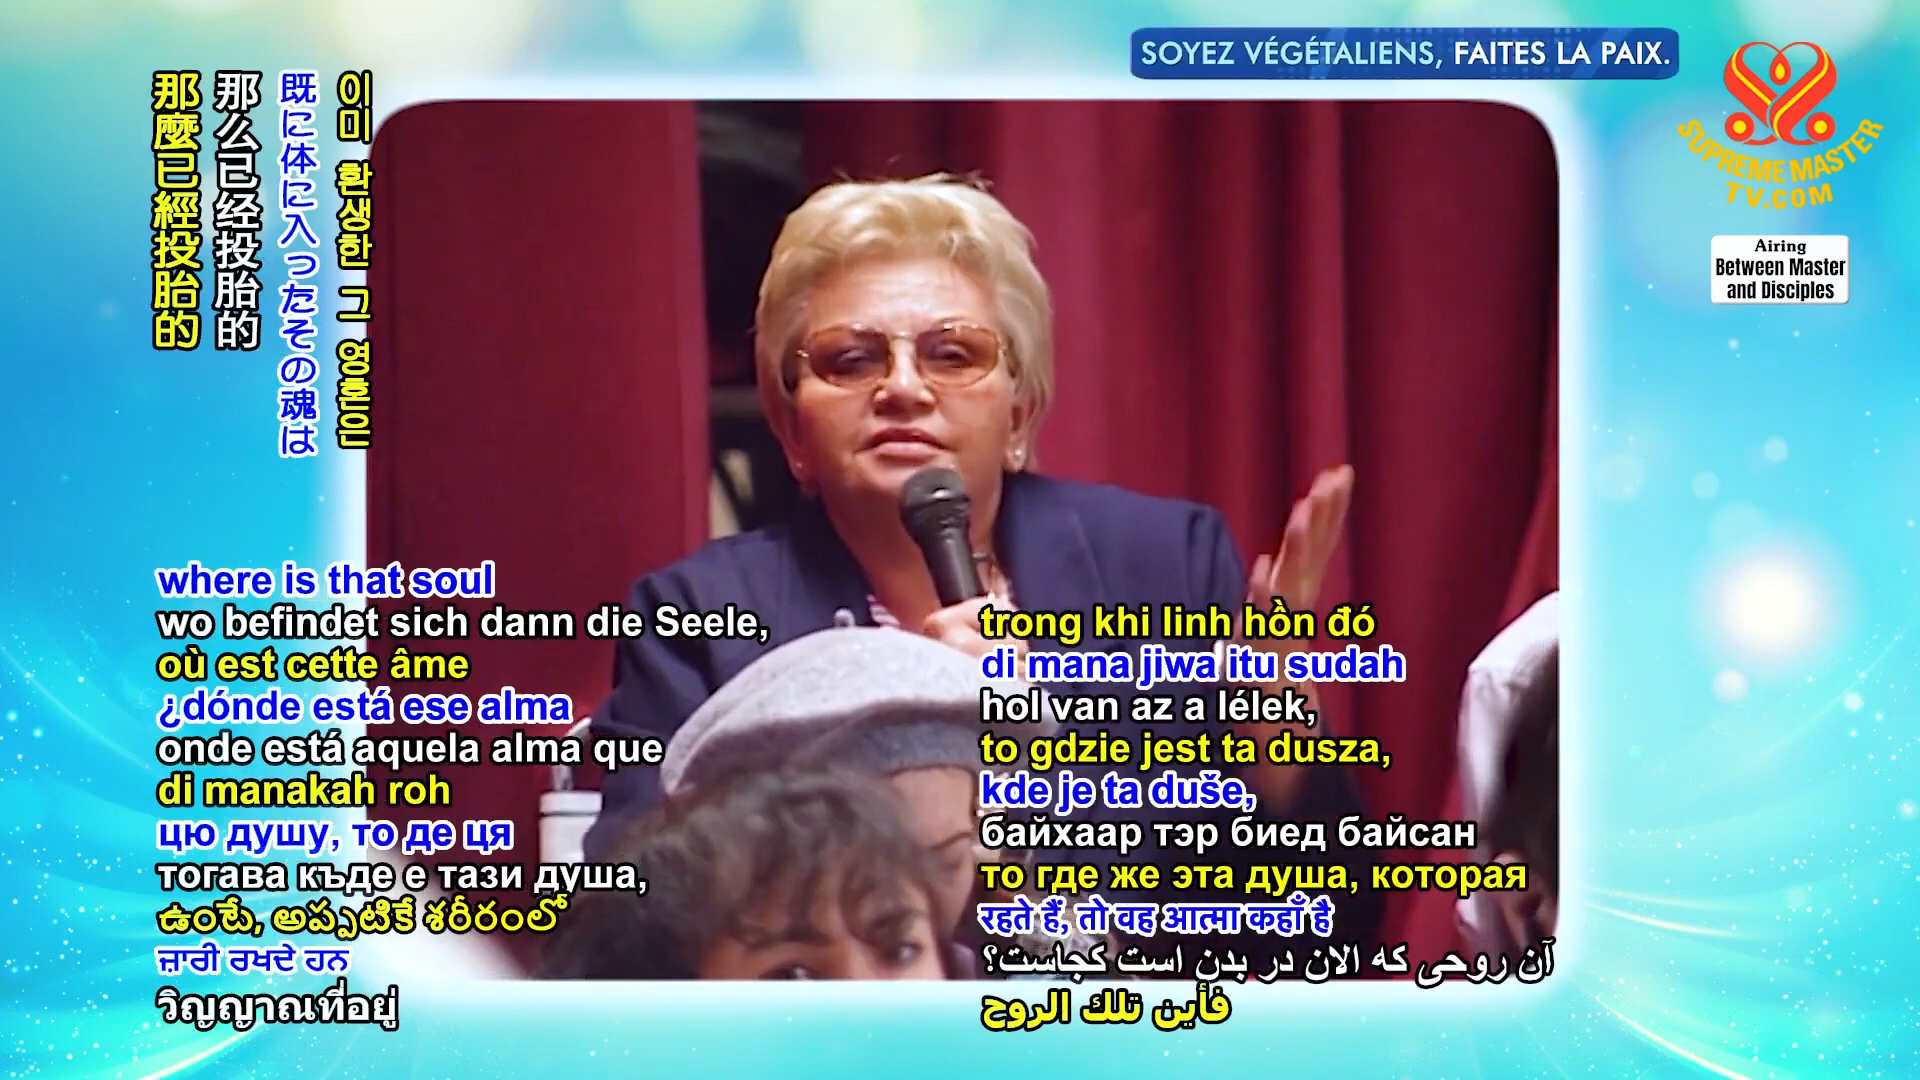 SOYEZ VÉGÉTALIENS, FAITES LA PAIX.
SUPREME MASTER
TV.COM
Airing
Between Master
and Disciples
이미 환생한 그 영혼은
既に体に入ったその魂は
那么已经投胎的
那麼已經投胎的
where is that soul
wo befindet sich dann die Seele,
où est cette âme
¿dónde está ese alma
onde está aquela alma que
di manakah roh
цю душу, то де ця
тогава къде е тази душа,
ఉంటే, అప్పటికే శరీరంలో
ਜ਼ਾਰੀ ਰਖਦੇ ਹਨ
วิญญาณที่อยู่
trong khi linh hồn đó
di mana jiwa itu sudah
hol van az a lélek,
to gdzie jest ta dusza,
kde je ta duše,
байхаар тэр биед байсан
то где же эта душа, которая
रहते हैं, तो वह आत्मा कहाँ है
آن روحی که الان در بدن است کجاست؟
فأين تلك الروح